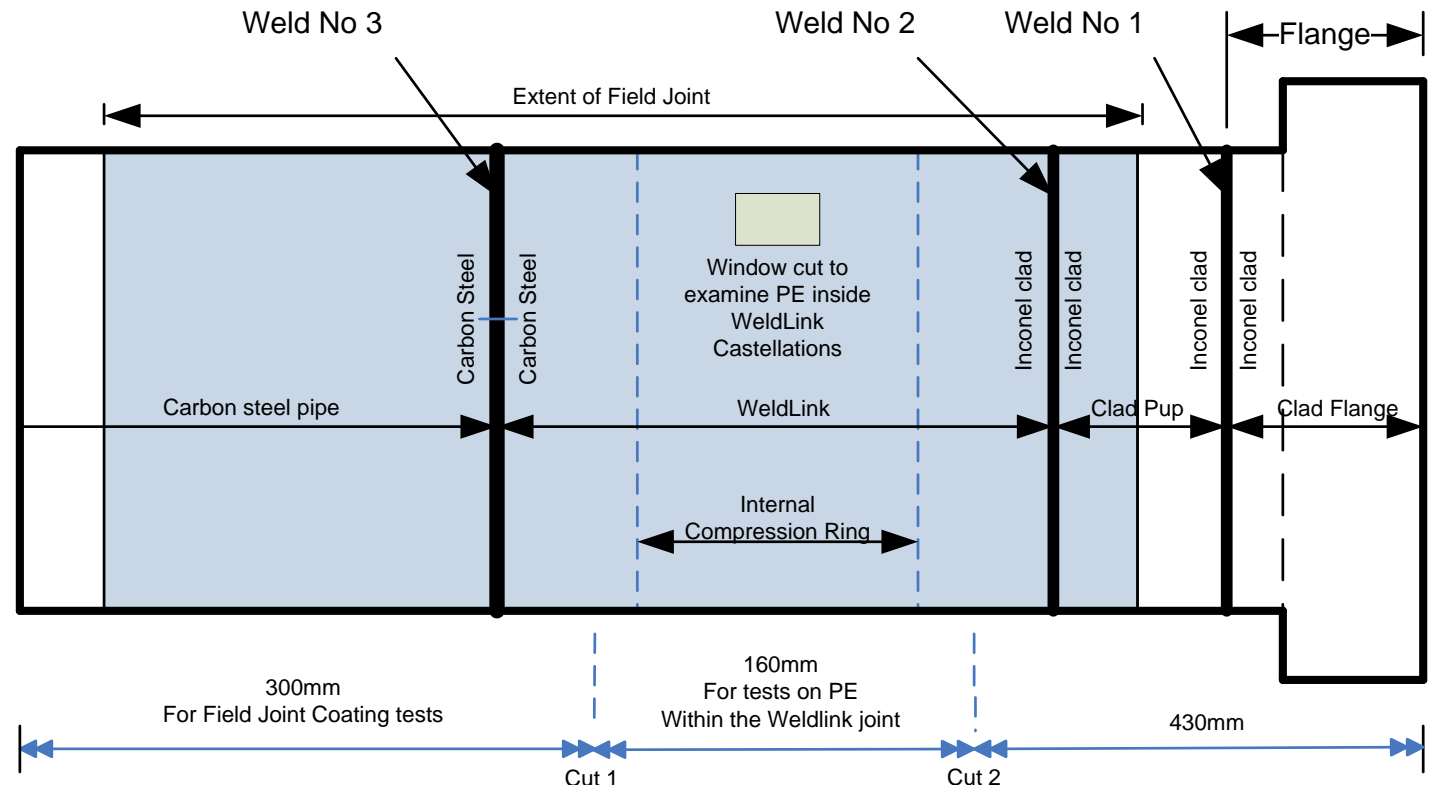 Weld No 3
Weld No 2
Weld No 1
Flange
Extent of Field Joint
Carbon Steel
Carbon Steel
Window cut to
examine PE inside
WeldLink
Castellations
Inconel clad
Inconel clad
Inconel clad
Inconel clad
Carbon steel pipe
WeldLink
Clad Pup
Clad Flange
Internal
Compression Ring
300mm
For Field Joint Coating tests
160mm
For tests on PE
Within the Weldlink joint
430mm
Cut 1
Cut 2